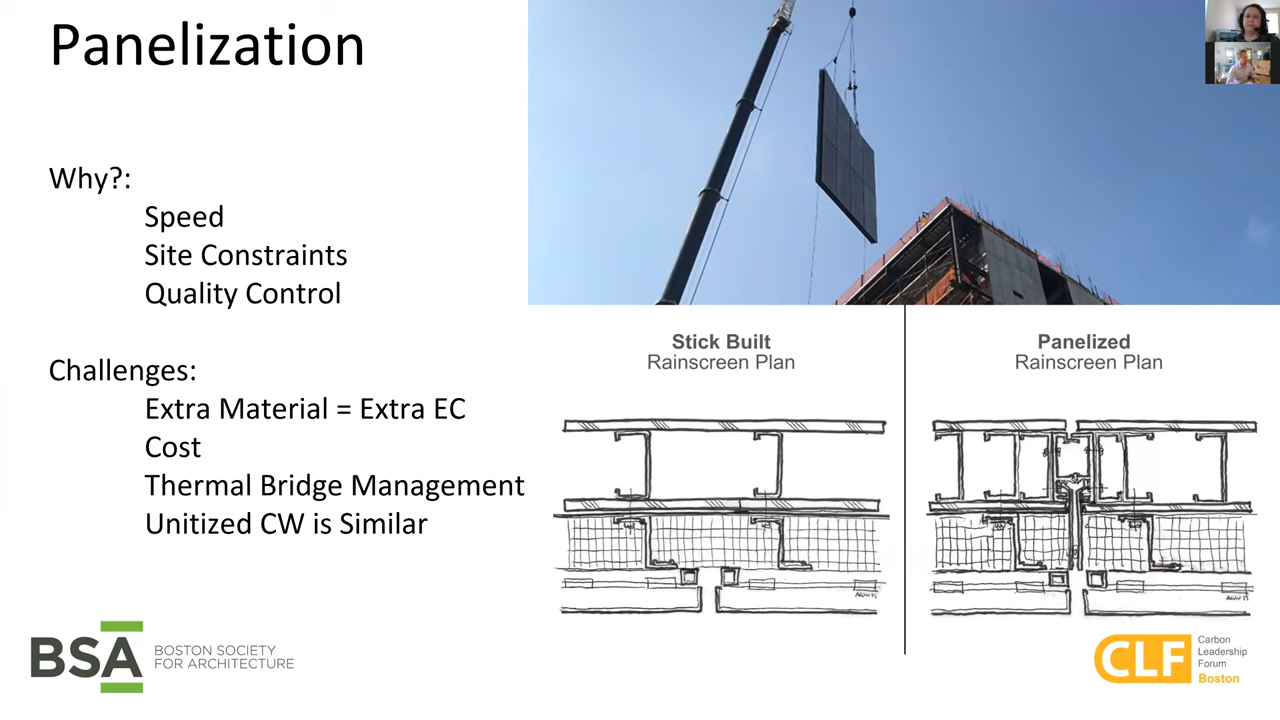 Panelization
Why?:
Speed
Site Constraints
Quality Control
Challenges:
Extra Material = Extra EC
Cost
Thermal Bridge Management
Unitized CW is Similar
Stick Built
Rainscreen Plan
Panelized
Rainscreen Plan
BSA
BOSTON SOCIETY
FOR ARCHITECTURE
CLF
Carbon
Leadership
Forum
Boston